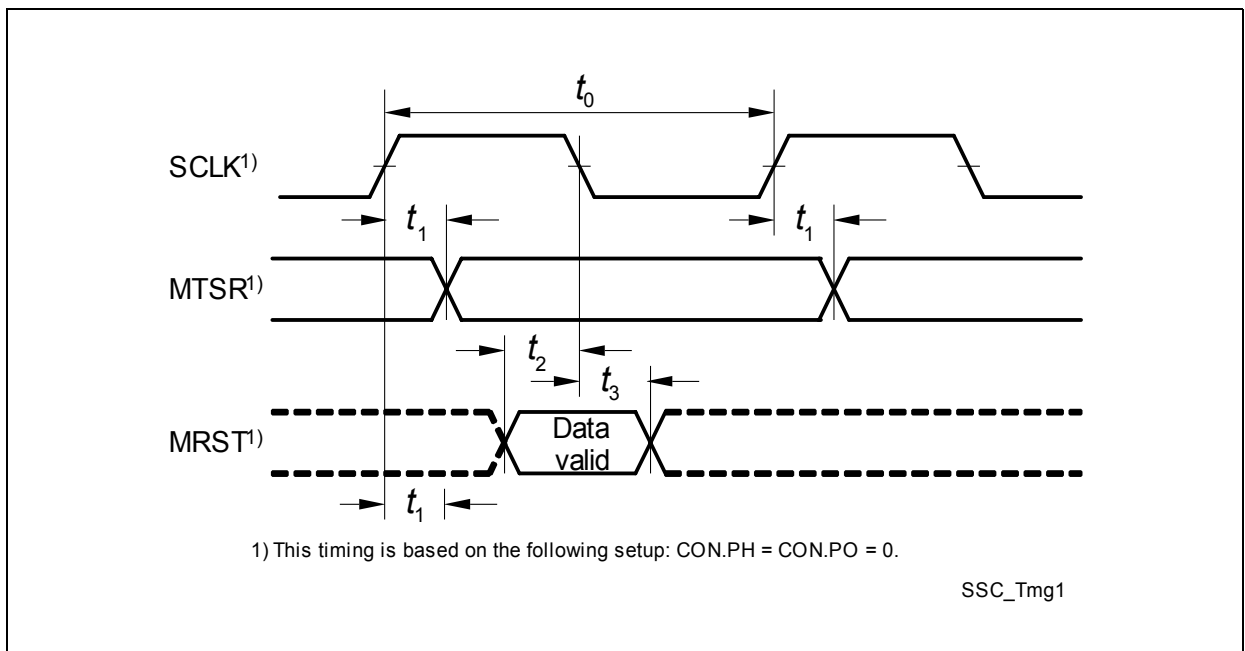 t₀
SCLK¹⁾
t₁ t₁
MTSR¹⁾
t₂
t₃
MRST¹⁾ Data valid
t₁
1) This timing is based on the following setup: CON.PH = CON.PO = 0.
SSC_Tmg1